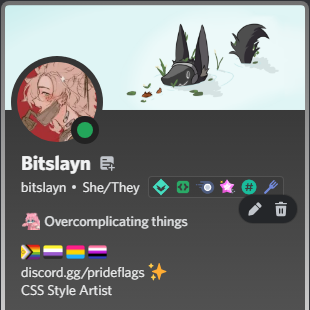 Bitslayn
bitslayn • She/They
Overcomplicating things
discord.gg/prideflags ✨
CSS Style Artist